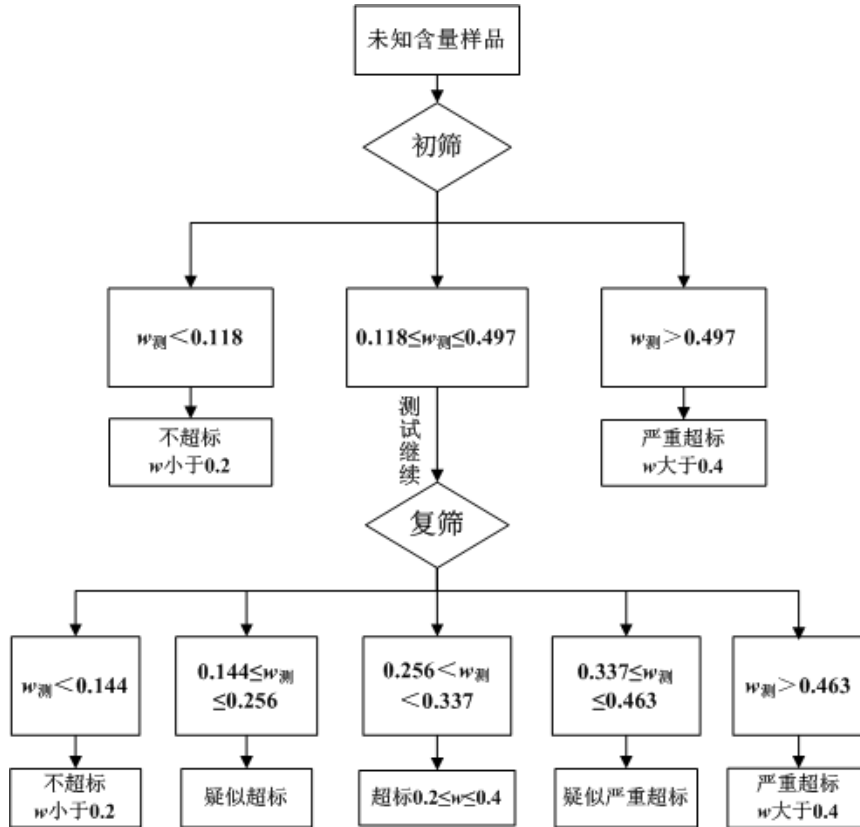 未知含量样品
初筛
w测＜0.118
0.118≤w测≤0.497
w测＞0.497
不超标
w小于0.2
测试继续
严重超标
w大于0.4
复筛
w测＜0.144
0.144≤w测
≤0.256
0.256＜w测
＜0.337
0.337≤w测
≤0.463
w测＞0.463
不超标
w小于0.2
疑似超标
超标0.2≤w≤0.4
疑似严重超标
严重超标
w大于0.4